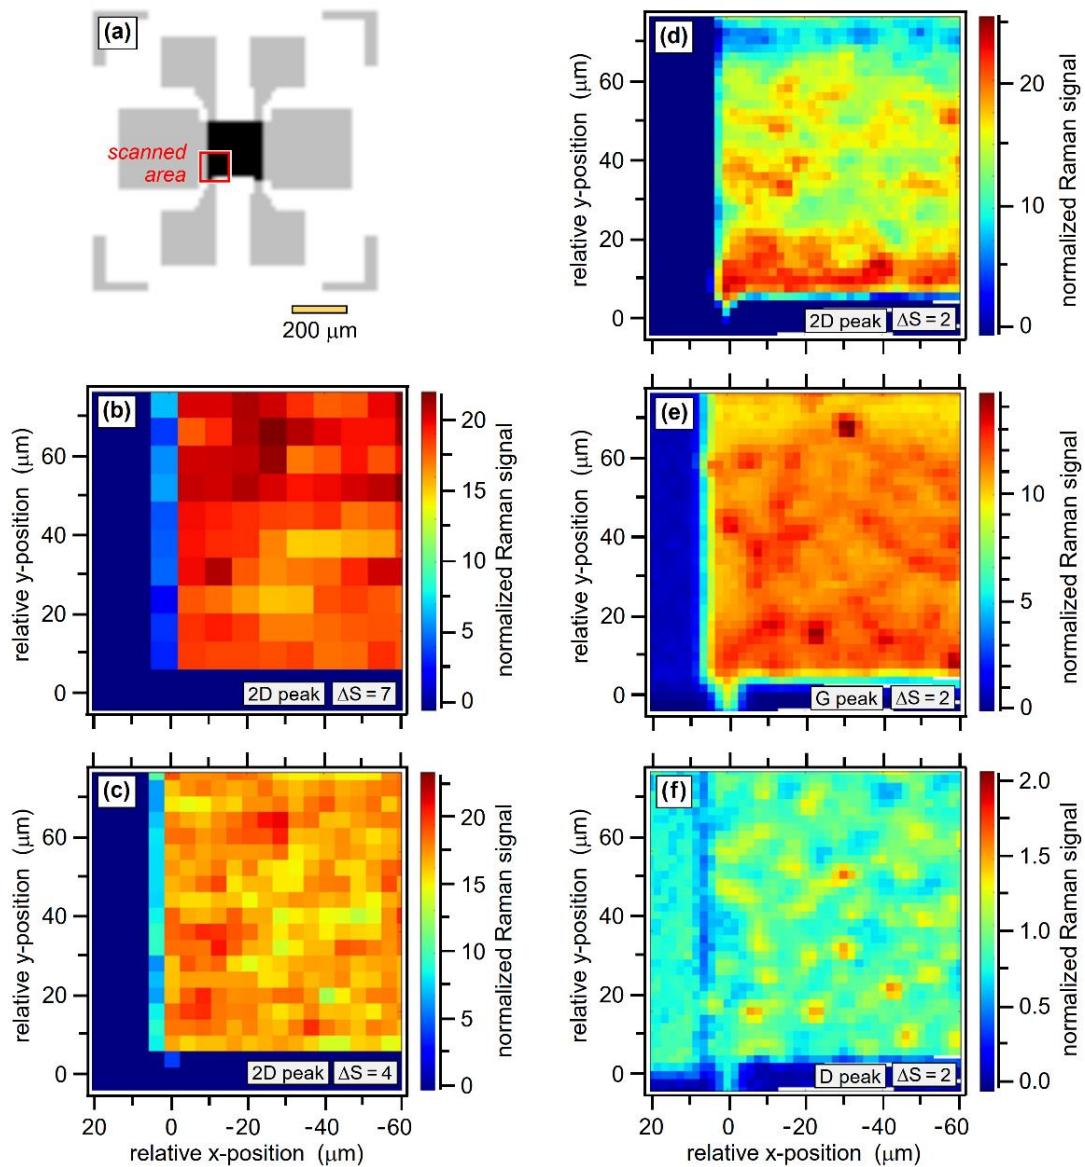 (a)
scanned
area
200 μm
(b)
relative y-position (μm)
60
40
20
0
2D peak ΔS = 7
20
15
10
5
0
normalized Raman signal
(c)
relative y-position (μm)
60
40
20
0
2D peak ΔS = 4
20
15
10
5
0
normalized Raman signal
20 0 -20 -40 -60
relative x-position (μm)
(d)
relative y-position (μm)
60
40
20
0
2D peak ΔS = 2
20
10
0
normalized Raman signal
(e)
relative y-position (μm)
60
40
20
0
G peak ΔS = 2
10
5
0
normalized Raman signal
(f)
relative y-position (μm)
60
40
20
0
D peak ΔS = 2
2.0
1.5
1.0
0.5
0.0
normalized Raman signal
20 0 -20 -40 -60
relative x-position (μm)